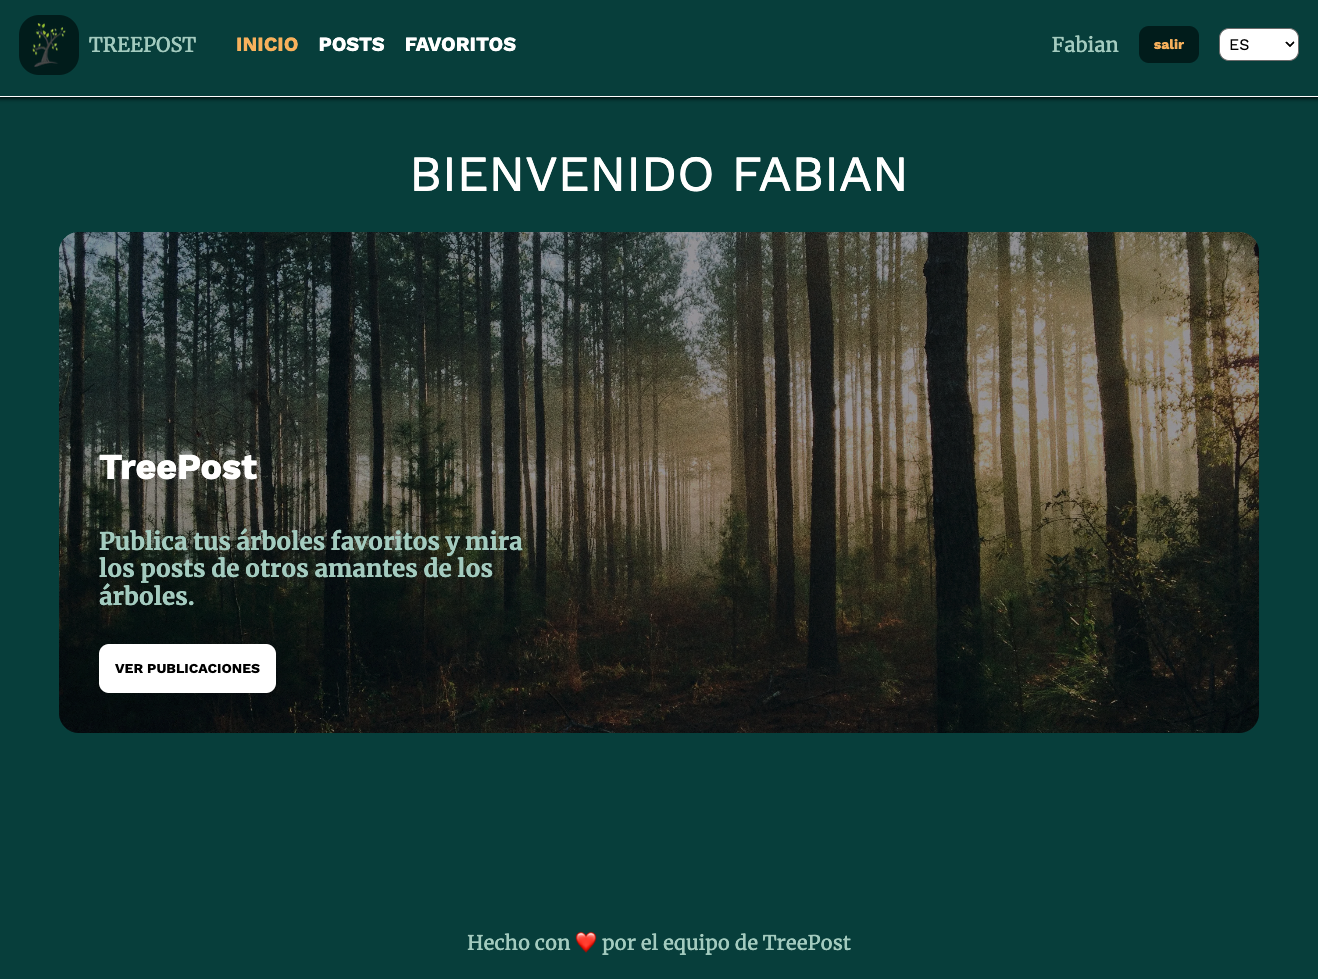 TREEPOST
INICIO
POSTS
FAVORITOS
Fabian
salir
ES
BIENVENIDO FABIAN
TreePost
Publica tus árboles favoritos y mira
los posts de otros amantes de los
árboles.
VER PUBLICACIONES
Hecho con ❤️ por el equipo de TreePost